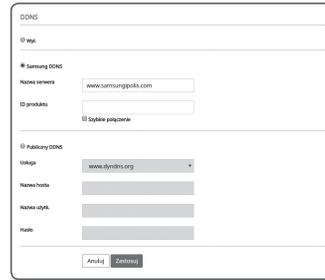 DDNS
Wył.
Samsung DDNS
Nazwa serwera
www.samsungipolis.com
ID produktu
Szybkie połączenie
Publiczny DDNS
Usługa
www.dyndns.org
Nazwa hosta
Nazwa użytk.
Hasło
Anuluj Zastosuj